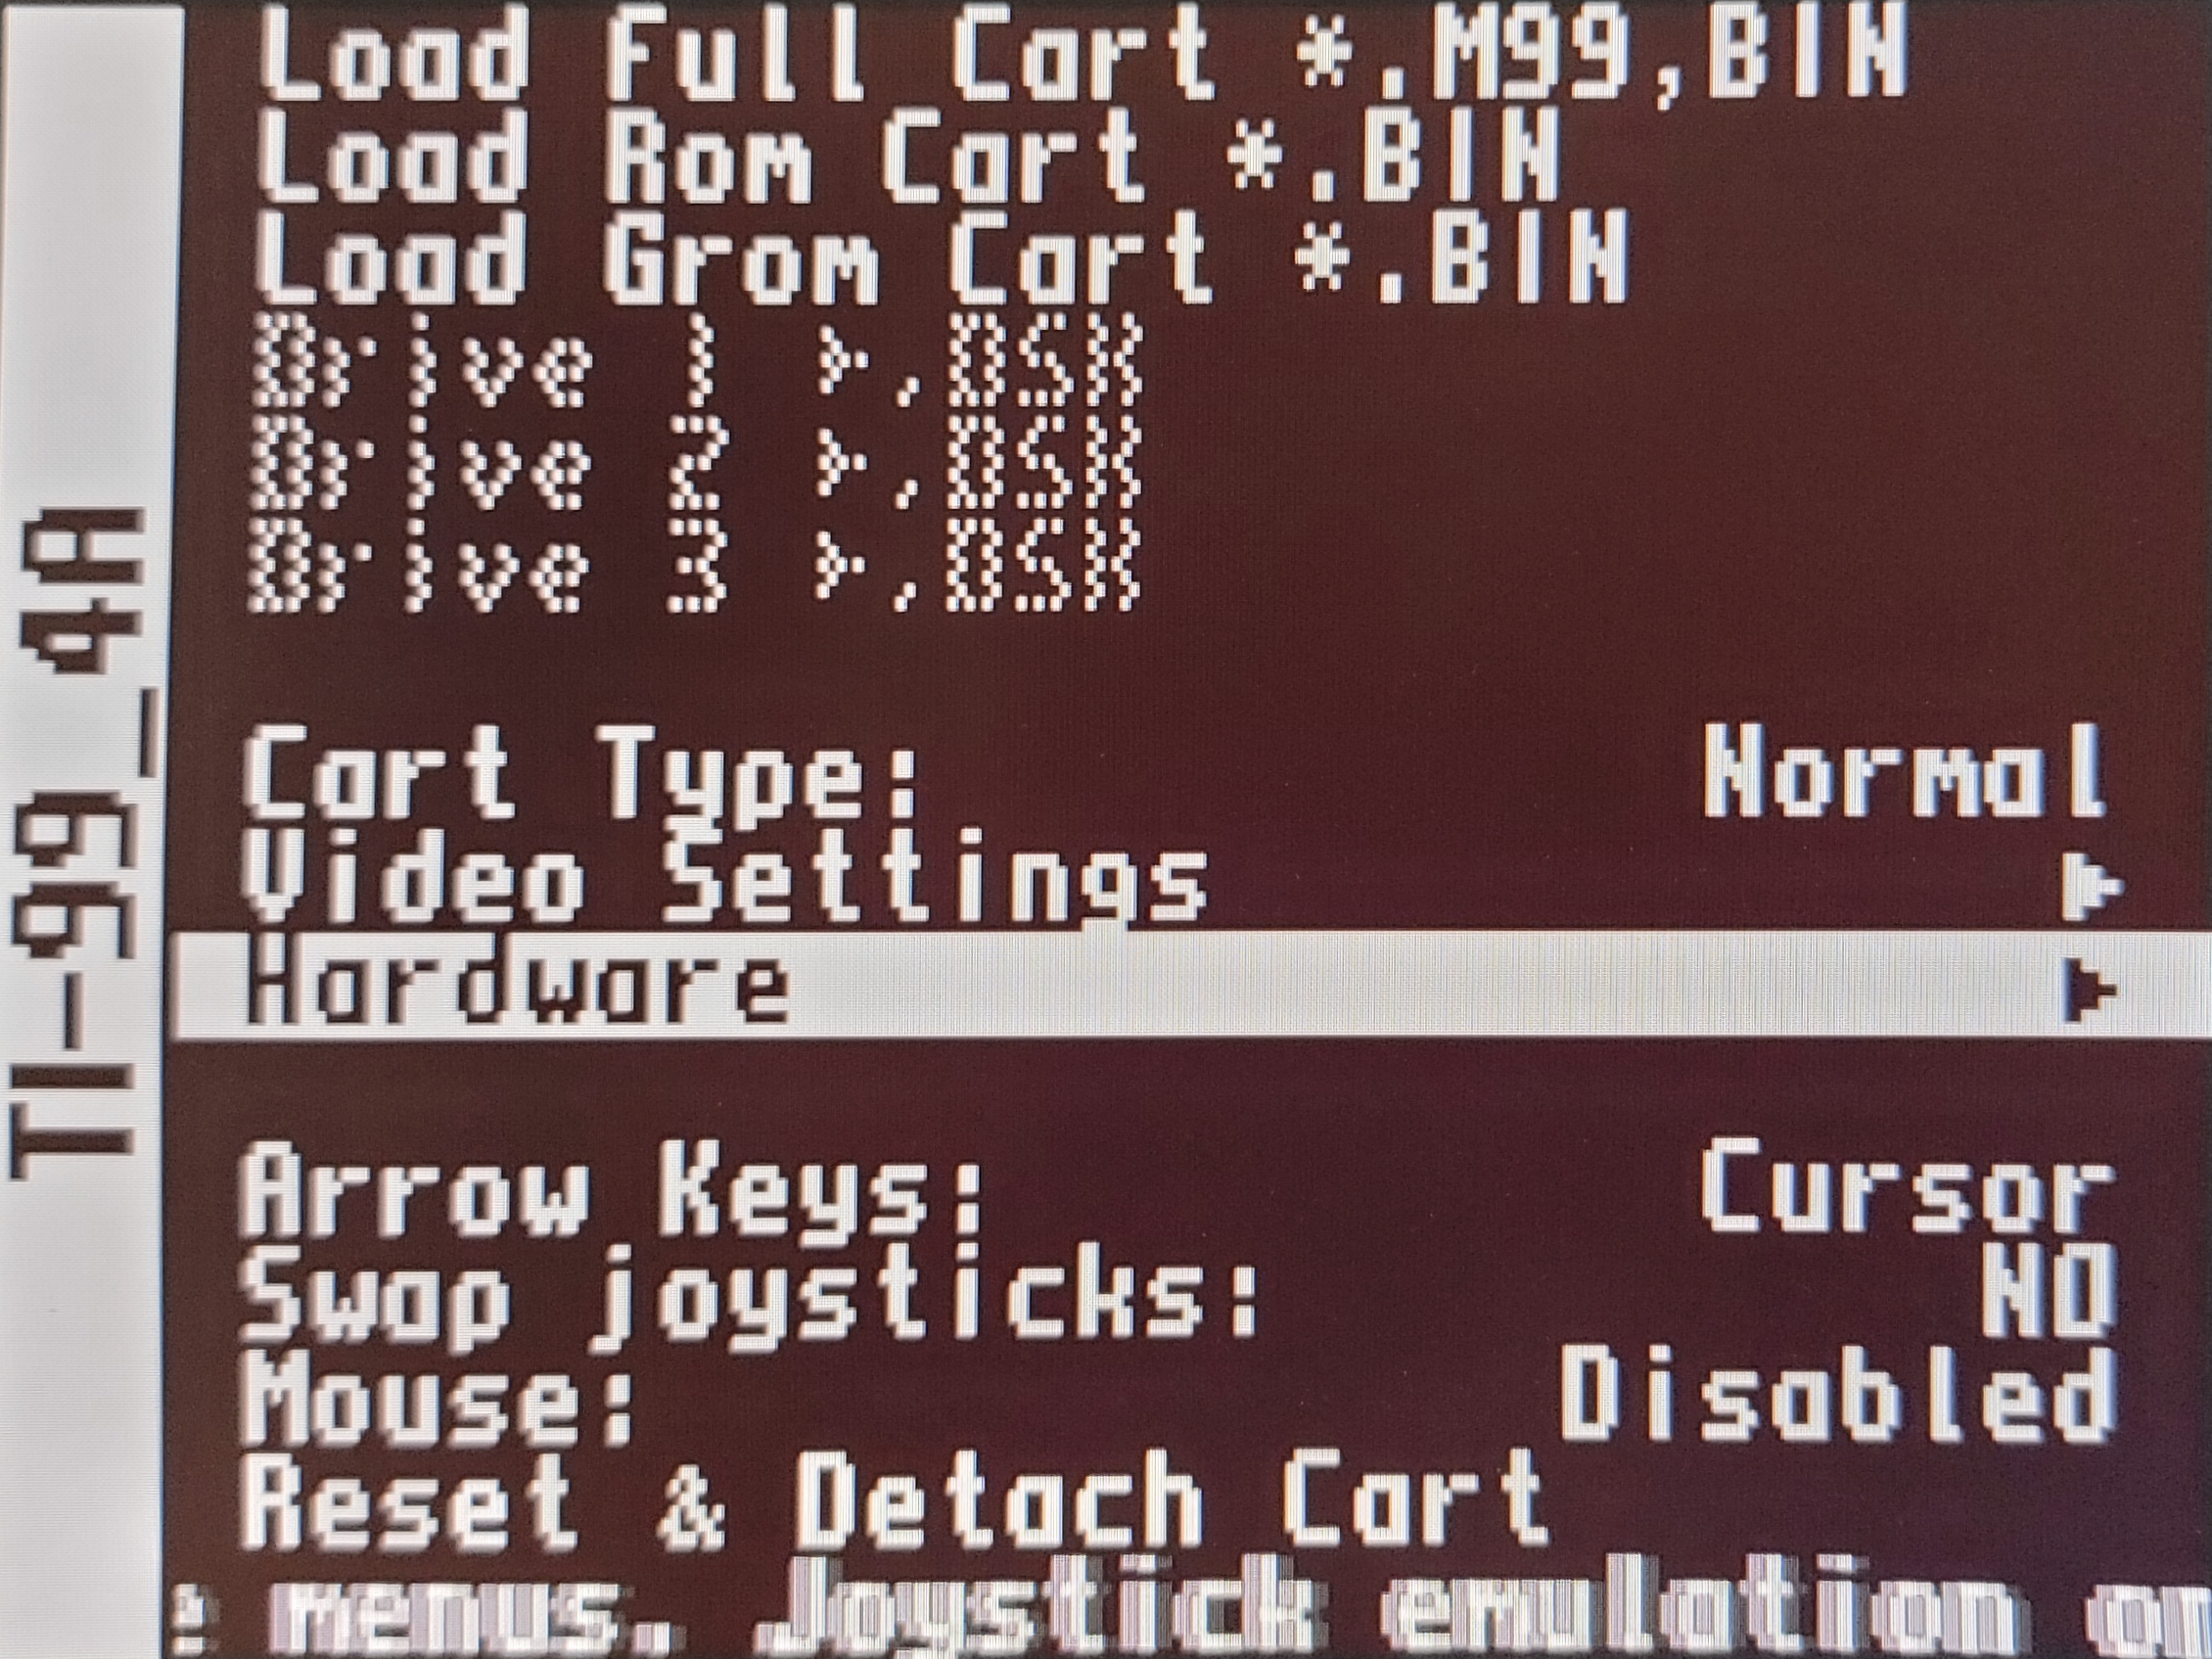 TI-99_4A
Load Full Cart *.M99,BIN
Load Rom Cart *.BIN
Load Grom Cart *.BIN
Drive 1 *.DSK
Drive 2 *.DSK
Drive 3 *.DSK
Cart Type: Normal
Video Settings
Hardware
Arrow Keys: Cursor
Swap joysticks: NO
Mouse: Disabled
Reset & Detach Cart
menus. Joystick emulation